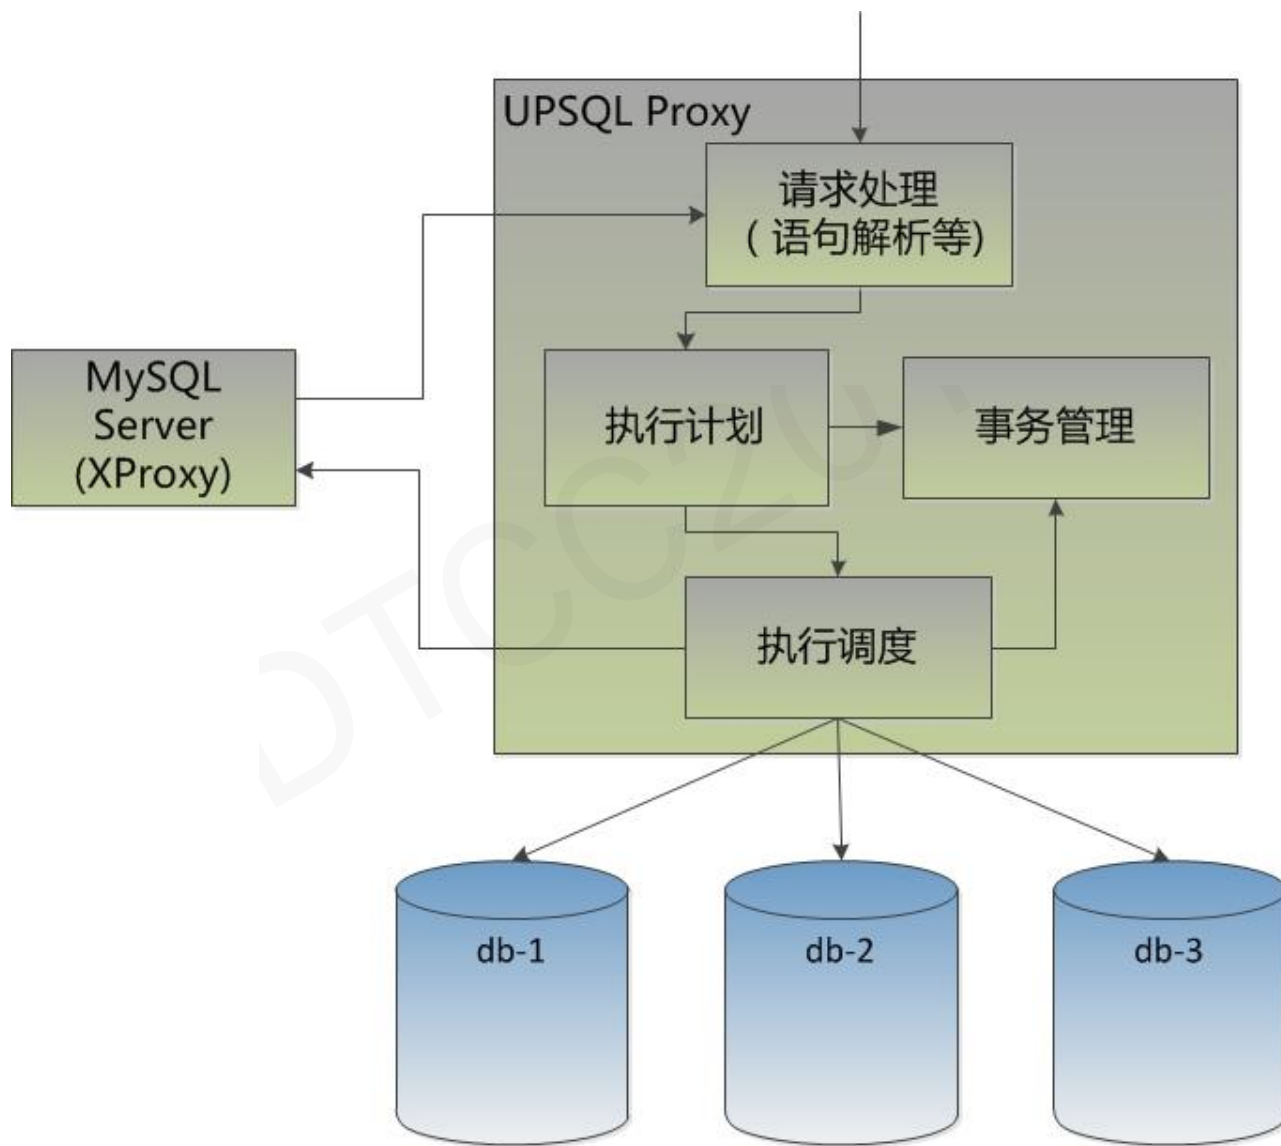 UPSQL Proxy
请求处理
( 语句解析等)
MySQL
Server
(XProxy)
执行计划
事务管理
执行调度
db-1
db-2
db-3